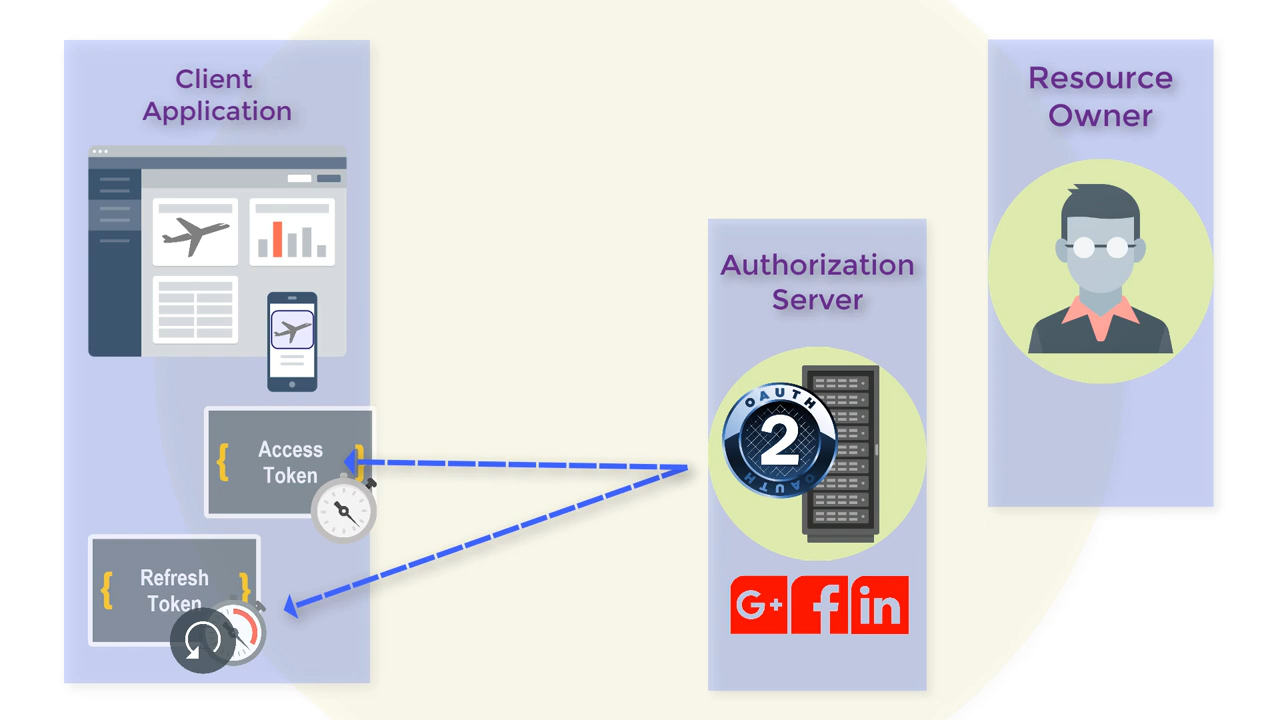 Client
Application
Resource
Owner
Authorization
Server
OAUTH
2
OAUTH
{ Access
Token }
{ Refresh
Token }
G+ f in